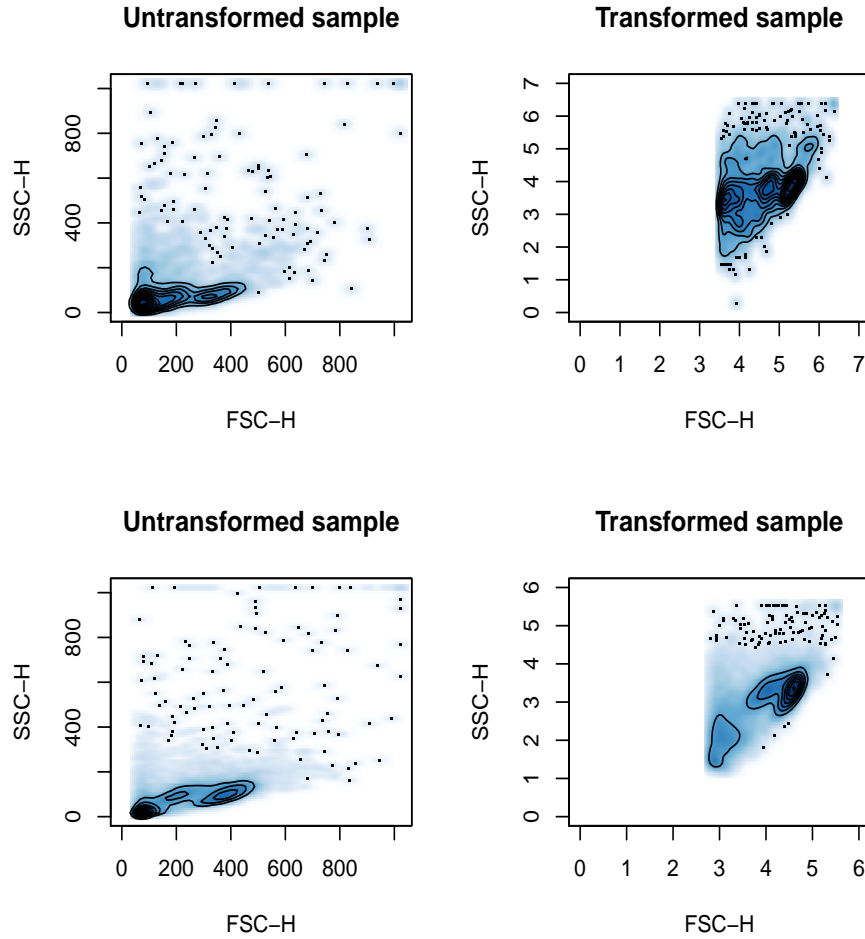 Untransformed sample
Transformed sample
SSC−H
0 400 800
0 200 400 600 800
FSC−H
SSC−H
0 1 2 3 4 5 6 7
0 1 2 3 4 5 6 7
FSC−H
Untransformed sample
Transformed sample
SSC−H
0 400 800
0 200 400 600 800
FSC−H
SSC−H
0 1 2 3 4 5 6
0 1 2 3 4 5 6
FSC−H